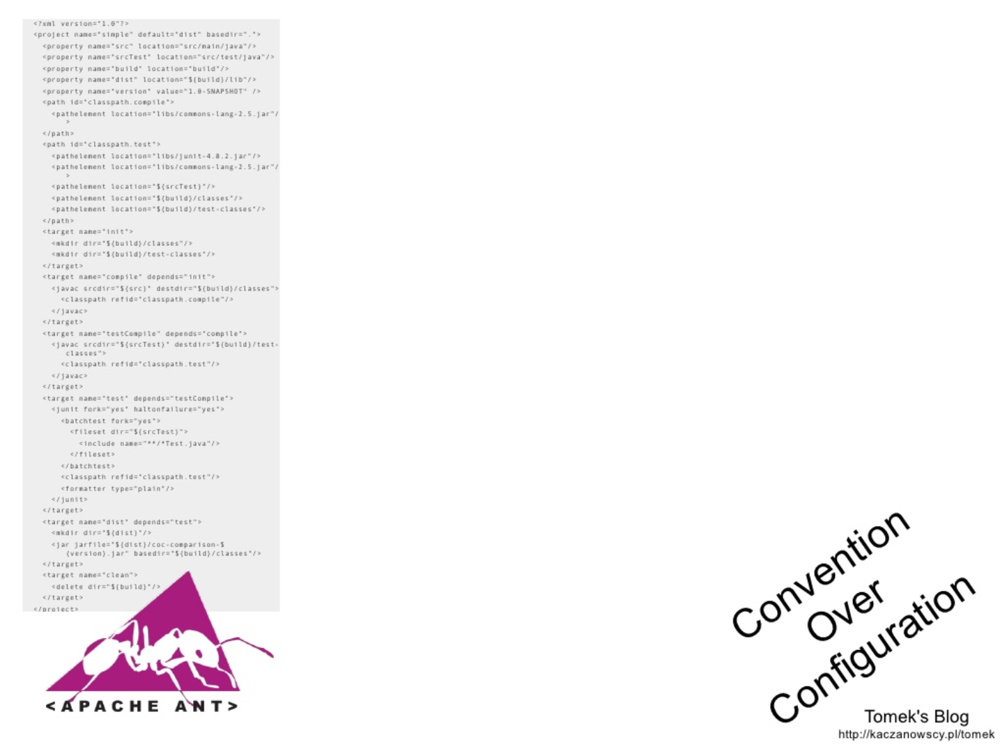 <?xml version="1.0"?>
<project name="simple" default="dist" basedir=".">
<property name="src" location="src/main/java"/>
<property name="srcTest" location="src/test/java"/>
<property name="build" location="build"/>
<property name="dist" location="${build}/lib"/>
<property name="version" value="1.0-SNAPSHOT" />
<path id="classpath.compile">
<pathelement location="libs/commons-lang-2.5.jar"/
>
</path>
<path id="classpath.test">
<pathelement location="libs/junit-4.8.2.jar"/>
<pathelement location="libs/commons-lang-2.5.jar"/
>
<pathelement location="${srcTest}"/>
<pathelement location="${build}/classes"/>
<pathelement location="${build}/test-classes"/>
</path>
<target name="init">
<mkdir dir="${build}/classes"/>
<mkdir dir="${build}/test-classes"/>
</target>
<target name="compile" depends="init">
<javac srcdir="${src}" destdir="${build}/classes">
<classpath refid="classpath.compile"/>
</javac>
</target>
<target name="testCompile" depends="compile">
<javac srcdir="${srcTest}" destdir="${build}/test-
classes">
<classpath refid="classpath.test"/>
</javac>
</target>
<target name="test" depends="testCompile">
<junit fork="yes" haltonfailure="yes">
<batchtest fork="yes">
<fileset dir="${srcTest}">
<include name="**/*Test.java"/>
</fileset>
</batchtest>
<classpath refid="classpath.test"/>
<formatter type="plain"/>
</junit>
</target>
<target name="dist" depends="test">
<mkdir dir="${dist}"/>
<jar jarfile="${dist}/coc-comparison-$
{version}.jar" basedir="${build}/classes"/>
</target>
<target name="clean">
<delete dir="${build}"/>
</target>
</project>
<APACHE ANT>
Convention
Over
Configuration
Tomek's Blog
http://kaczanowscy.pl/tomek